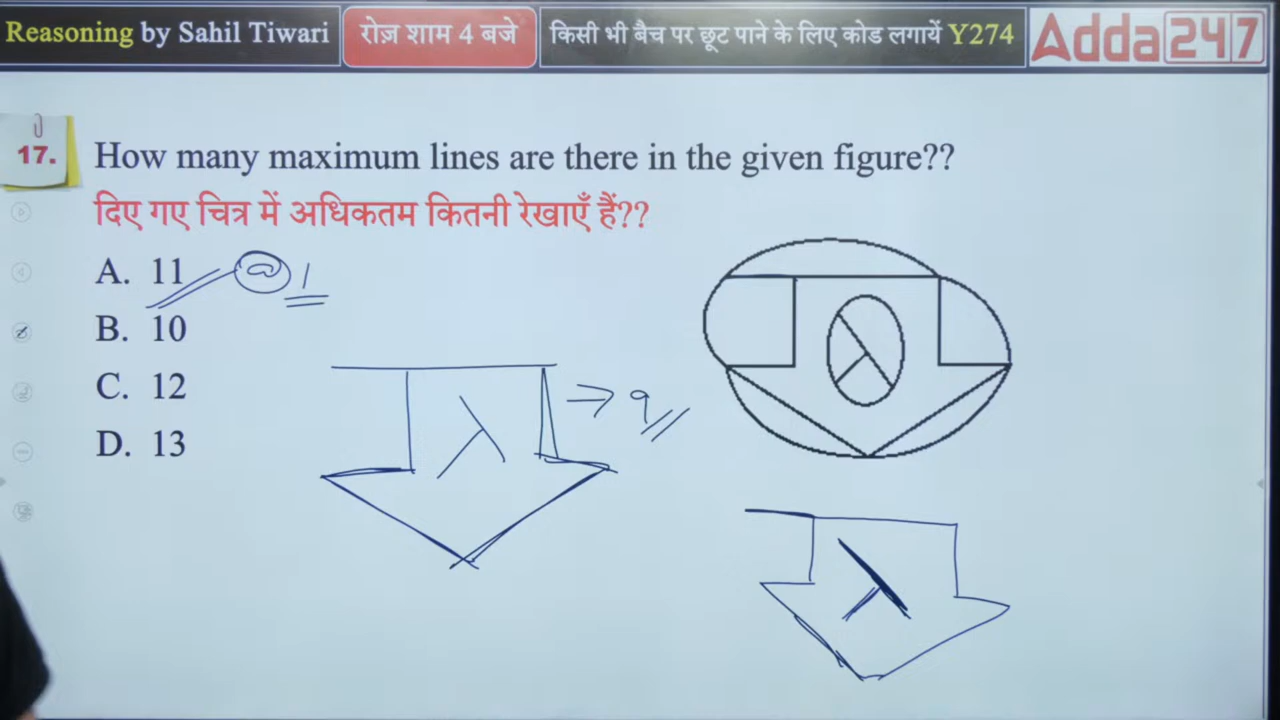 Reasoning by Sahil Tiwari
रोज़ शाम 4 बजे
किसी भी बैच पर छूट पाने के लिए कोड लगायें Y274
Adda247
17.
How many maximum lines are there in the given figure??
दिए गए चित्र में अधिकतम कितनी रेखाएँ हैं??
A. 11
B. 10
C. 12
D. 13
→ 9